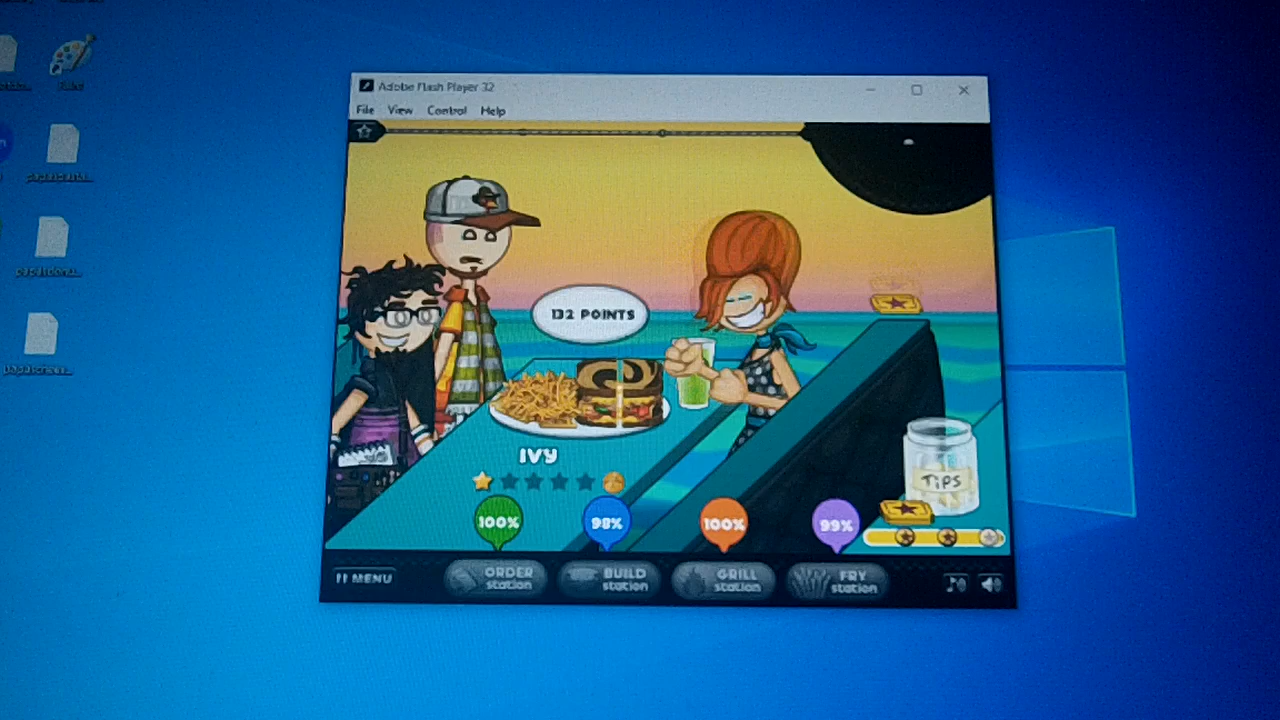 Adobe Flash Player 32
File View Control Help
132 POINTS
TIPS
IVY
100% 98% 100% 99%
MENU
ORDER station
BUILD station
GRILL station
FRY station